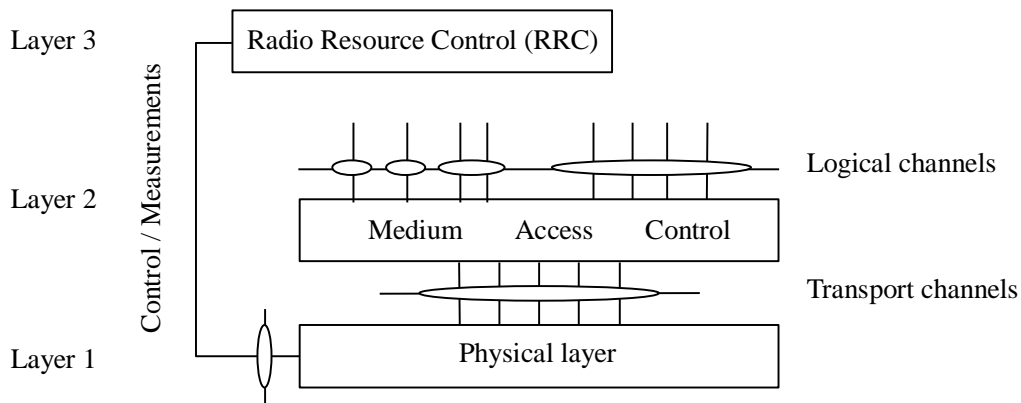 Layer 3
Radio Resource Control (RRC)
Control / Measurements
Logical channels
Layer 2
Medium Access Control
Transport channels
Layer 1
Physical layer